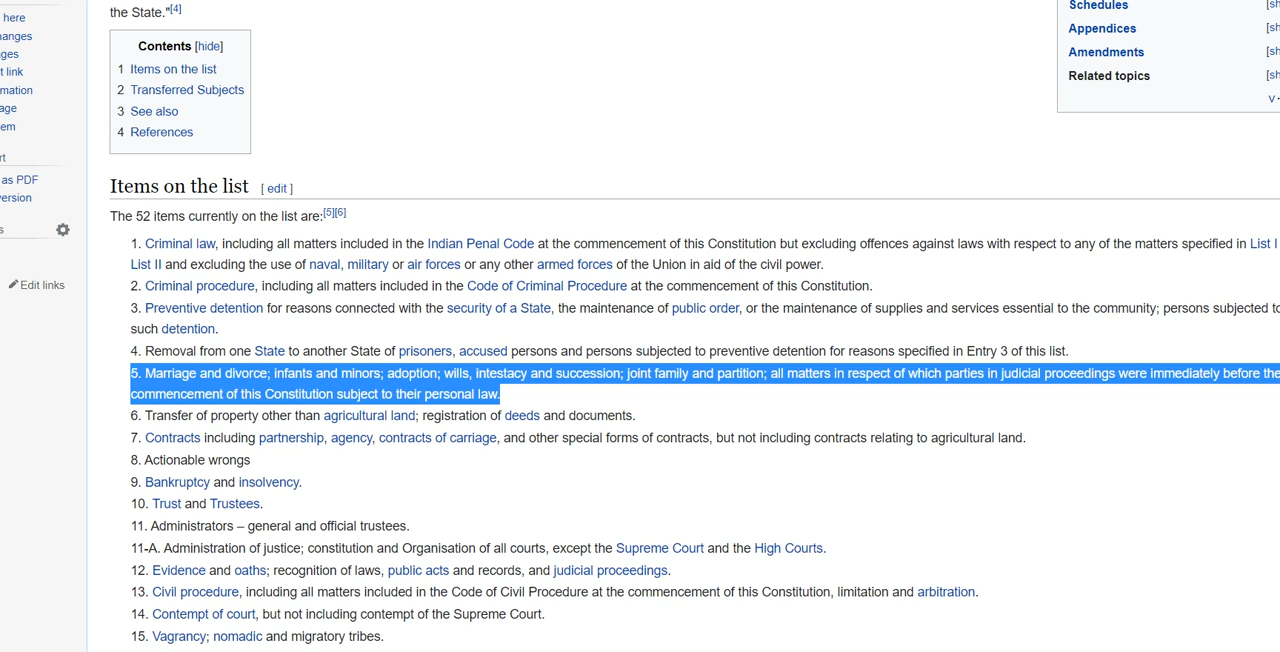 the State."[4]
Contents [hide]
1 Items on the list
2 Transferred Subjects
3 See also
4 References
Items on the list [ edit ]
The 52 items currently on the list are:[5][6]
1. Criminal law, including all matters included in the Indian Penal Code at the commencement of this Constitution but excluding offences against laws with respect to any of the matters specified in List I
List II and excluding the use of naval, military or air forces or any other armed forces of the Union in aid of the civil power.
2. Criminal procedure, including all matters included in the Code of Criminal Procedure at the commencement of this Constitution.
3. Preventive detention for reasons connected with the security of a State, the maintenance of public order, or the maintenance of supplies and services essential to the community; persons subjected to
such detention.
4. Removal from one State to another State of prisoners, accused persons and persons subjected to preventive detention for reasons specified in Entry 3 of this list.
5. Marriage and divorce; infants and minors; adoption; wills, intestacy and succession; joint family and partition; all matters in respect of which parties in judicial proceedings were immediately before the
commencement of this Constitution subject to their personal law.
6. Transfer of property other than agricultural land; registration of deeds and documents.
7. Contracts including partnership, agency, contracts of carriage, and other special forms of contracts, but not including contracts relating to agricultural land.
8. Actionable wrongs
9. Bankruptcy and insolvency.
10. Trust and Trustees.
11. Administrators – general and official trustees.
11-A. Administration of justice; constitution and Organisation of all courts, except the Supreme Court and the High Courts.
12. Evidence and oaths; recognition of laws, public acts and records, and judicial proceedings.
13. Civil procedure, including all matters included in the Code of Civil Procedure at the commencement of this Constitution, limitation and arbitration.
14. Contempt of court, but not including contempt of the Supreme Court.
15. Vagrancy; nomadic and migratory tribes.
Schedules [sh
Appendices [sh
Amendments [sh
Related topics [sh
v ·
here
hanges
ges
t link
mation
age
em
rt
as PDF
version
s
Edit links